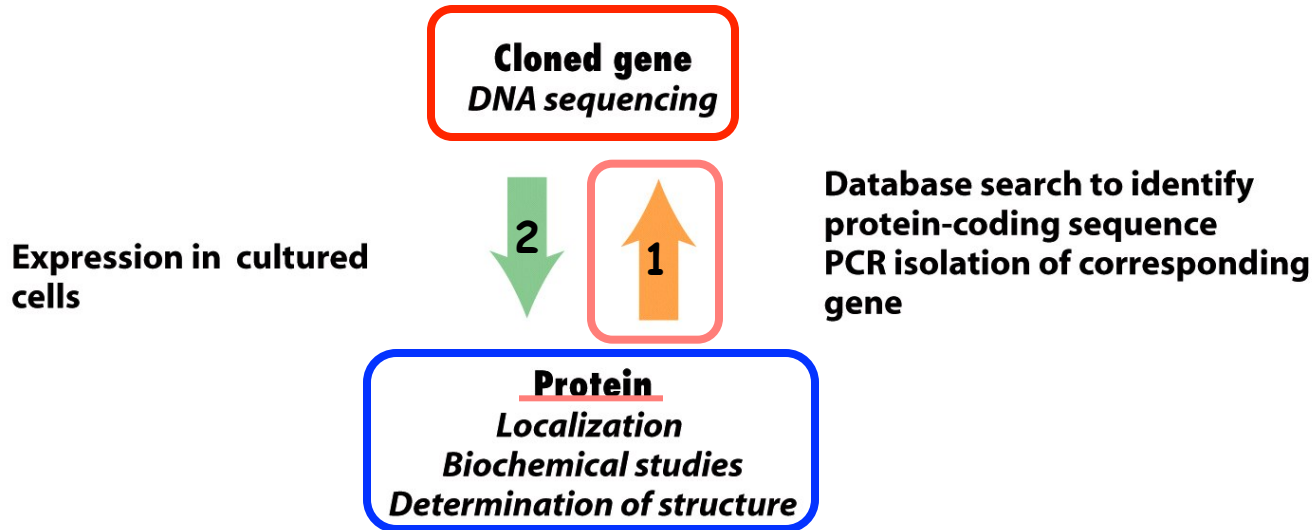 Cloned gene
DNA sequencing
2
1
Expression in cultured
cells
Database search to identify
protein-coding sequence
PCR isolation of corresponding
gene
Protein
Localization
Biochemical studies
Determination of structure